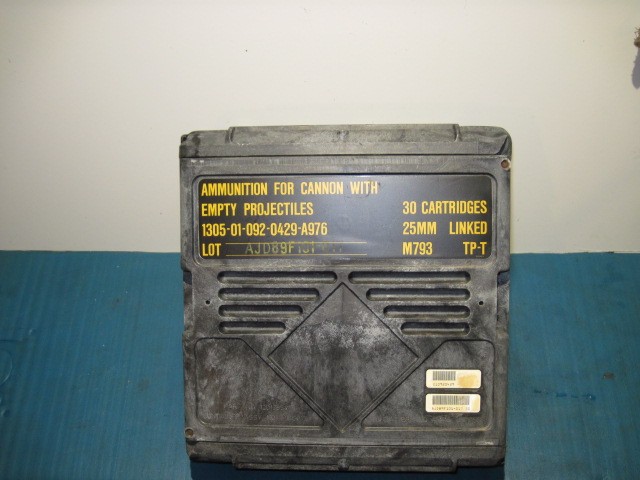 AMMUNITION FOR CANNON WITH
EMPTY PROJECTILES 30 CARTRIDGES
1305-01-092-0429-A976 25MM LINKED
LOT M793 TP-T